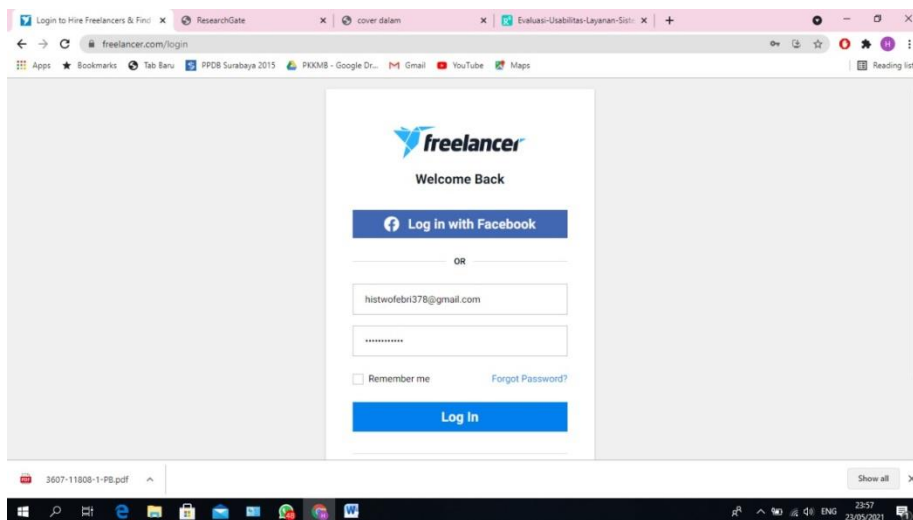 Login to Hire Freelancers & Find
ResearchGate
cover dalam
Evaluasi-Usabilitas-Layanan-Siste
freelancer.com/login
H
Apps Bookmarks Tab Baru PPDB Surabaya 2015 PKKMB - Google Dr... Gmail YouTube Maps Reading list
freelancer
Welcome Back
Log in with Facebook
OR
histwofebri378@gmail.com
••••••••••••
Remember me Forgot Password?
Log In
3607-11808-1-PB.pdf Show all
ENG
23:57
23/05/2021